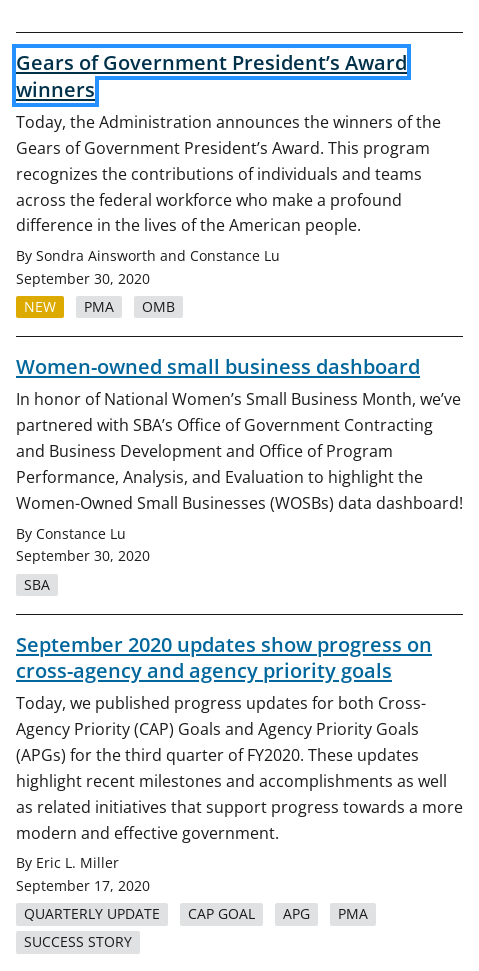 Gears of Government President’s Award
winners
Today, the Administration announces the winners of the
Gears of Government President’s Award. This program
recognizes the contributions of individuals and teams
across the federal workforce who make a profound
difference in the lives of the American people.
By Sondra Ainsworth and Constance Lu
September 30, 2020
NEW PMA OMB
Women-owned small business dashboard
In honor of National Women’s Small Business Month, we’ve
partnered with SBA’s Office of Government Contracting
and Business Development and Office of Program
Performance, Analysis, and Evaluation to highlight the
Women-Owned Small Businesses (WOSBs) data dashboard!
By Constance Lu
September 30, 2020
SBA
September 2020 updates show progress on
cross-agency and agency priority goals
Today, we published progress updates for both Cross-
Agency Priority (CAP) Goals and Agency Priority Goals
(APGs) for the third quarter of FY2020. These updates
highlight recent milestones and accomplishments as well
as related initiatives that support progress towards a more
modern and effective government.
By Eric L. Miller
September 17, 2020
QUARTERLY UPDATE CAP GOAL APG PMA
SUCCESS STORY